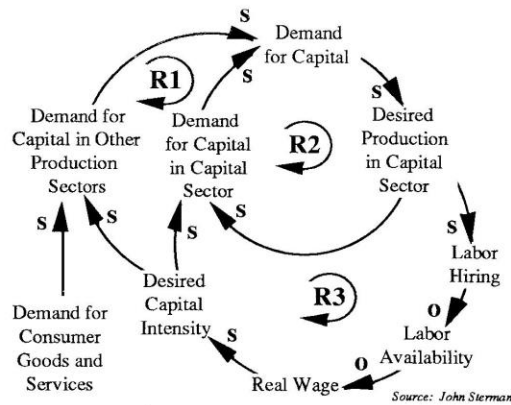 S
Demand
for Capital
S
R1
S
Demand for
Capital in Other
Production
Sectors
Demand for
Capital
in Capital
Sector
R2
Desired
Production
in Capital
Sector
S
S
S
S
S
Labor
Hiring
Desired
Capital
Intensity
R3
Demand for
Consumer
Goods and
Services
S
O
Labor
Availability
O
Real Wage
Source: John Sterman